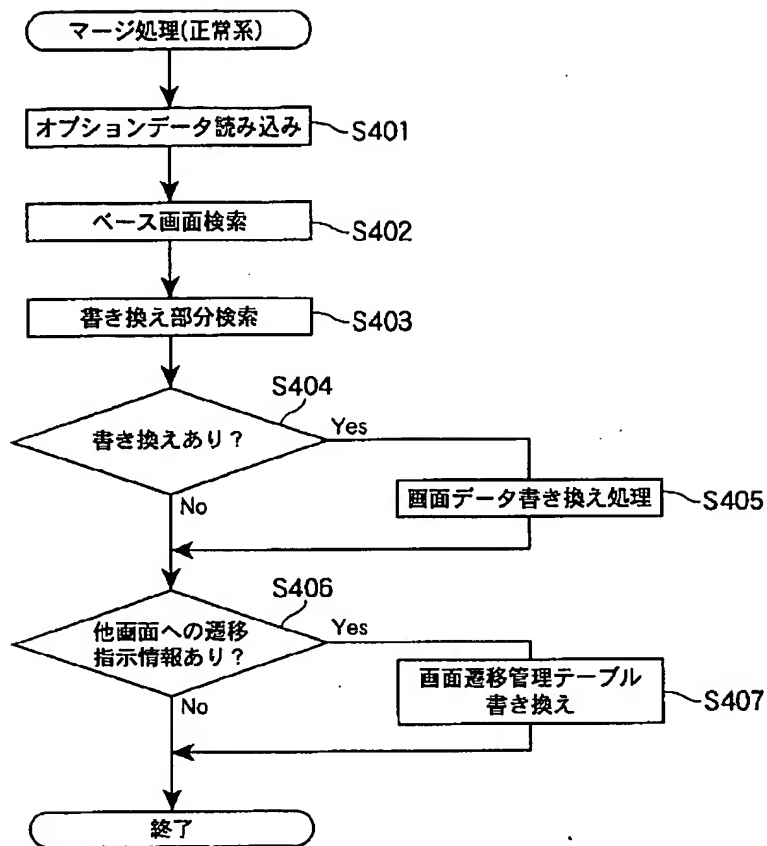 マージ処理(正常系)
オプションデータ読み込み
S401
ベース画面検索
S402
書き換え部分検索
S403
S404
書き換えあり?
Yes
No
画面データ書き換え処理
S405
S406
他画面への遷移
指示情報あり?
Yes
No
画面遷移管理テーブル
書き換え
S407
終了